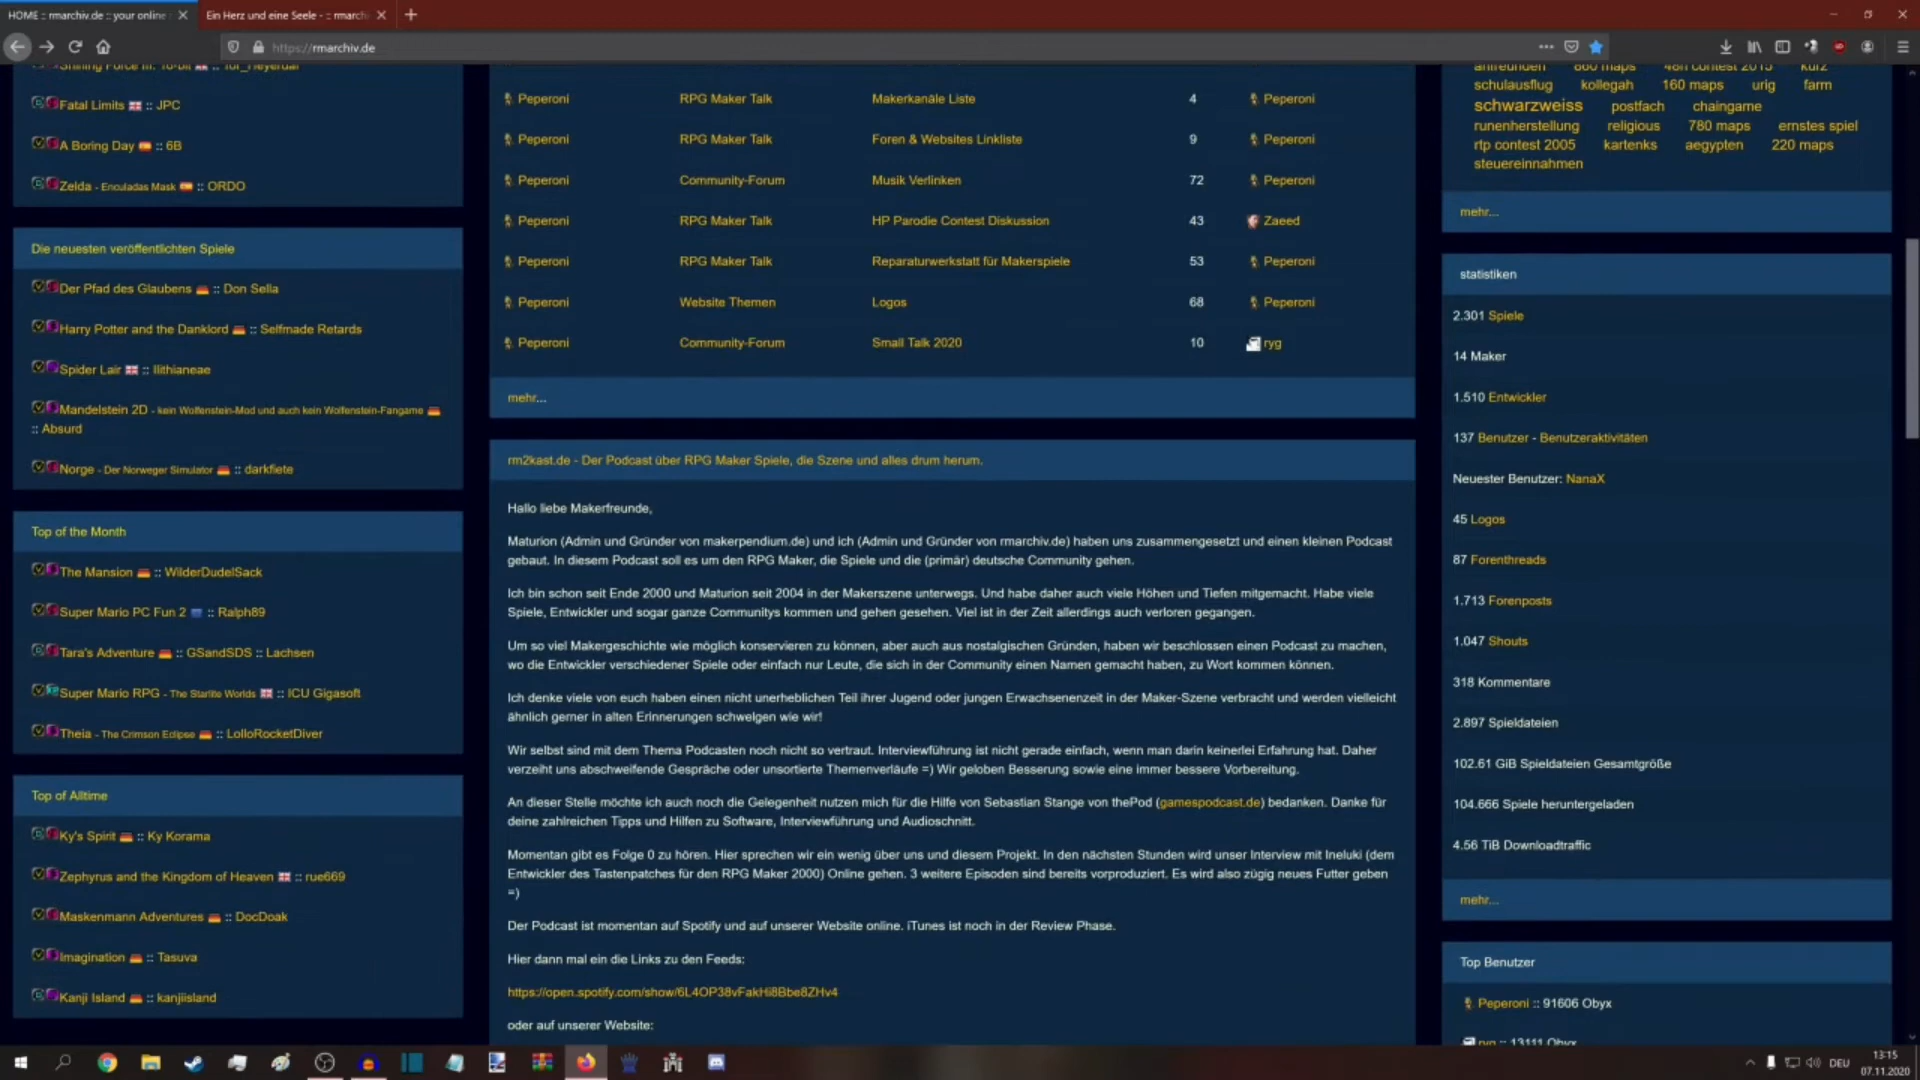 HOME :: rmarchiv.de :: your online
Ein Herz und eine Seele - :: rmarchi
https://rmarchiv.de
Fatal Limits :: JPC
A Boring Day :: 6B
Zelda - Enculadas Mask :: ORDO
Die neuesten veröffentlichten Spiele
Der Pfad des Glaubens :: Don Sella
Harry Potter and the Danklord :: Selfmade Retards
Spider Lair :: Ilithianeae
Mandelstein 2D - kein Wolfenstein-Mod und auch kein Wolfenstein-Fangame
:: Absurd
Norge - Der Norweger Simulator :: darkfiete
Top of the Month
The Mansion :: WilderDudelSack
Super Mario PC Fun 2 :: Ralph89
Tara's Adventure :: GSandSDS :: Lachsen
Super Mario RPG - The Starlite Worlds :: ICU Gigasoft
Theia - The Crimson Eclipse :: LolloRocketDiver
Top of Alltime
Ky's Spirit :: Ky Korama
Zephyrus and the Kingdom of Heaven :: rue669
Maskenmann Adventures :: DocDoak
Imagination :: Tasuva
Kanji Island :: kanjiisland
Peperoni RPG Maker Talk Makerkanäle Liste 4 Peperoni
Peperoni RPG Maker Talk Foren & Websites Linkliste 9 Peperoni
Peperoni Community-Forum Musik Verlinken 72 Peperoni
Peperoni RPG Maker Talk HP Parodie Contest Diskussion 43 Zaeed
Peperoni RPG Maker Talk Reparaturwerkstatt für Makerspiele 53 Peperoni
Peperoni Website Themen Logos 68 Peperoni
Peperoni Community-Forum Small Talk 2020 10 ryg
mehr...
rm2kast.de - Der Podcast über RPG Maker Spiele, die Szene und alles drum herum.
Hallo liebe Makerfreunde,
Maturion (Admin und Gründer von makerpendium.de) und ich (Admin und Gründer von rmarchiv.de) haben uns zusammengesetzt und einen kleinen Podcast
gebaut. In diesem Podcast soll es um den RPG Maker, die Spiele und die (primär) deutsche Community gehen.
Ich bin schon seit Ende 2000 und Maturion seit 2004 in der Makerszene unterwegs. Und habe daher auch viele Höhen und Tiefen mitgemacht. Habe viele
Spiele, Entwickler und sogar ganze Communitys kommen und gehen gesehen. Viel ist in der Zeit allerdings auch verloren gegangen.
Um so viel Makergeschichte wie möglich konservieren zu können, aber auch aus nostalgischen Gründen, haben wir beschlossen einen Podcast zu machen,
wo die Entwickler verschiedener Spiele oder einfach nur Leute, die sich in der Community einen Namen gemacht haben, zu Wort kommen können.
Ich denke viele von euch haben einen nicht unerheblichen Teil ihrer Jugend oder jungen Erwachsenenzeit in der Maker-Szene verbracht und werden vielleicht
ähnlich gerner in alten Erinnerungen schwelgen wie wir!
Wir selbst sind mit dem Thema Podcasten noch nicht so vertraut. Interviewführung ist nicht gerade einfach, wenn man darin keinerlei Erfahrung hat. Daher
verzeiht uns abschweifende Gespräche oder unsortierte Themenverläufe =) Wir geloben Besserung sowie eine immer bessere Vorbereitung.
An dieser Stelle möchte ich auch noch die Gelegenheit nutzen mich für die Hilfe von Sebastian Stange von thePod (gamespodcast.de) bedanken. Danke für
deine zahlreichen Tipps und Hilfen zu Software, Interviewführung und Audioschnitt.
Momentan gibt es Folge 0 zu hören. Hier sprechen wir ein wenig über uns und diesem Projekt. In den nächsten Stunden wird unser Interview mit Ineluki (dem
Entwickler des Tastenpatches für den RPG Maker 2000) Online gehen. 3 weitere Episoden sind bereits vorproduziert. Es wird also zügig neues Futter geben
=)
Der Podcast ist momentan auf Spotify und auf unserer Website online. iTunes ist noch in der Review Phase.
Hier dann mal ein die Links zu den Feeds:
https://open.spotify.com/show/6L4OP38vFakHi8Bbe8ZHv4
oder auf unserer Website:
anfreunden 860 maps 48h contest 2015 kurz
schulausflug kollegah 160 maps urig farm
schwarzweiss postfach chaingame
runenherstellung religious 780 maps ernstes spiel
rtp contest 2005 kartenks aegypten 220 maps
steuereinnahmen
mehr...
statistiken
2.301 Spiele
14 Maker
1.510 Entwickler
137 Benutzer - Benutzeraktivitäten
Neuester Benutzer: NanaX
45 Logos
87 Forenthreads
1.713 Forenposts
1.047 Shouts
318 Kommentare
2.897 Spieldateien
102.61 GiB Spieldateien Gesamtgröße
104.666 Spiele heruntergeladen
4.56 TiB Downloadtraffic
mehr...
Top Benutzer
Peperoni :: 91606 Obyx
ryg :: 13111 Obyx
DEU
13:15
07.11.2020